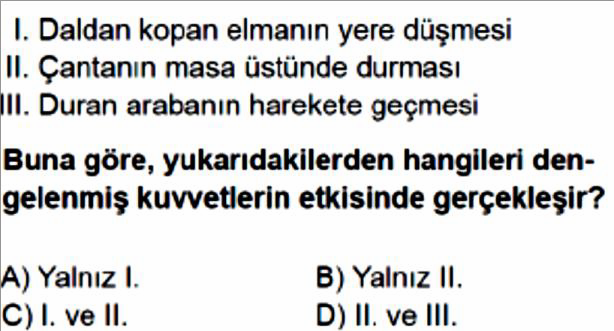 I. Daldan kopan elmanın yere düşmesi
II. Çantanın masa üstünde durması
III. Duran arabanın harekete geçmesi
Buna göre, yukarıdakilerden hangileri den-
gelenmiş kuvvetlerin etkisinde gerçekleşir?
A) Yalnız I. B) Yalnız II.
C) I. ve II. D) II. ve III.